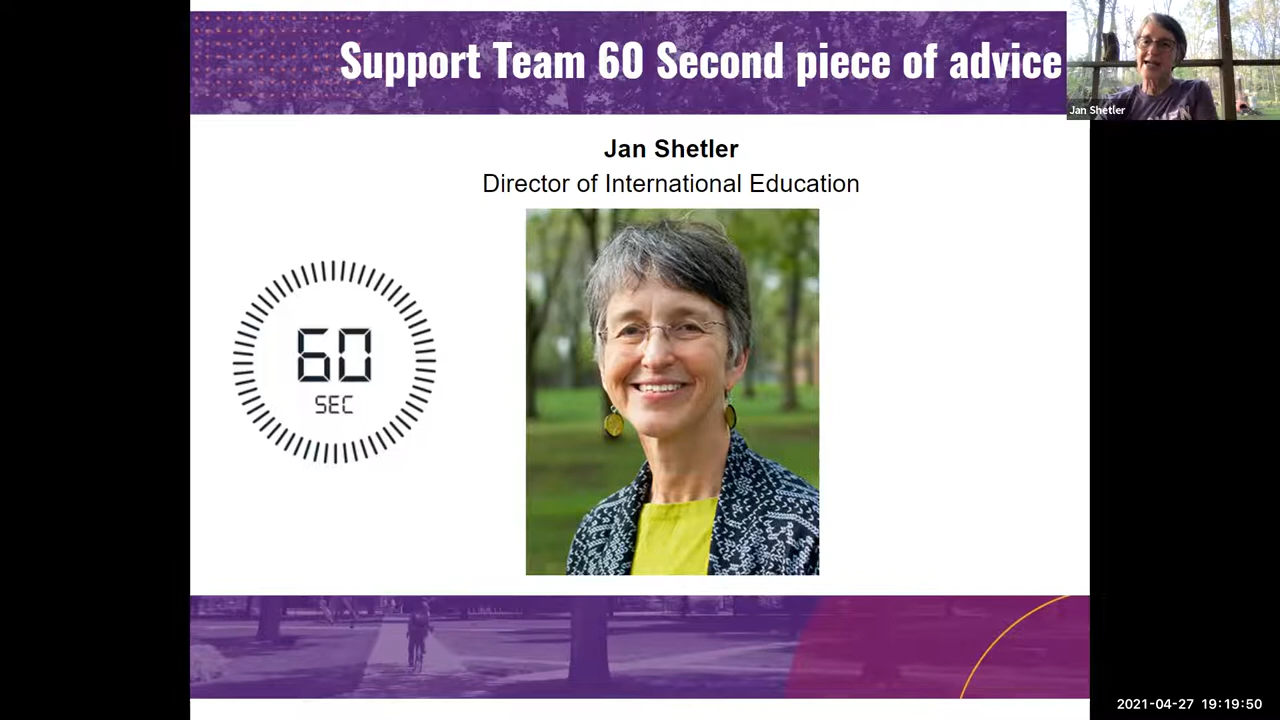 Support Team 60 Second piece of advice
Jan Shetler
Jan Shetler
Director of International Education
60
SEC
2021-04-27 19:19:50